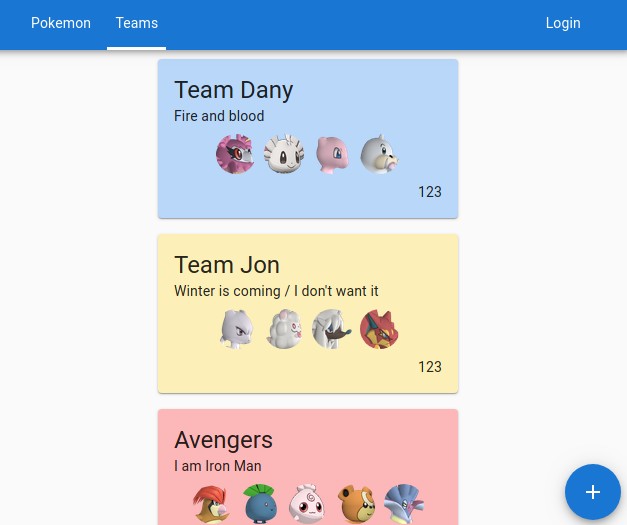 Pokemon Teams Login
Team Dany
Fire and blood
123
Team Jon
Winter is coming / I don't want it
123
Avengers
I am Iron Man
+